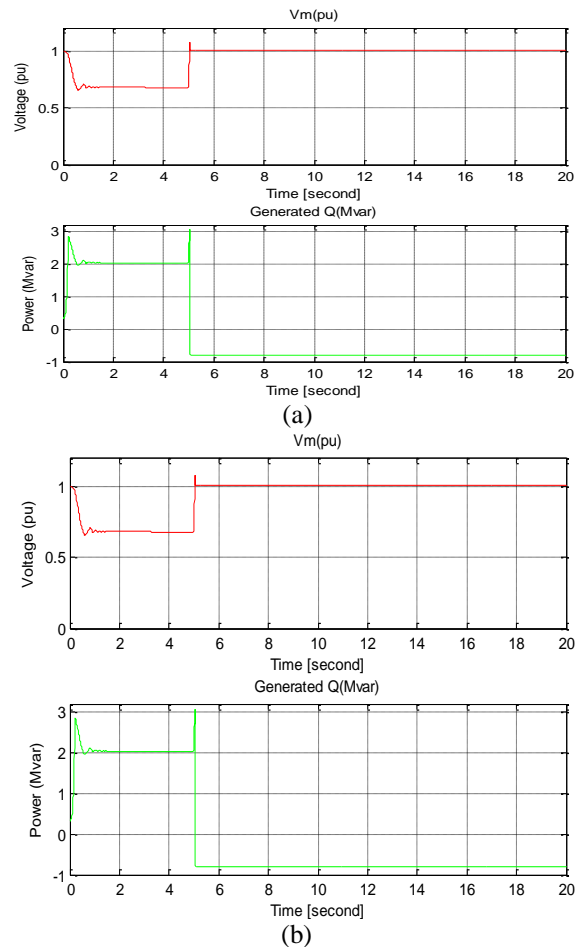 Vm(pu)
1
0.5
0
Voltage (pu)
0 2 4 6 8 10 12 14 16 18 20
Time [second]
Generated Q(Mvar)
3
2
1
0
-1
Power (Mvar)
0 2 4 6 8 10 12 14 16 18 20
Time [second]
(a)
Vm(pu)
1
0.5
0
Voltage (pu)
0 2 4 6 8 10 12 14 16 18 20
Time [second]
Generated Q(Mvar)
3
2
1
0
-1
Power (Mvar)
0 2 4 6 8 10 12 14 16 18 20
Time [second]
(b)